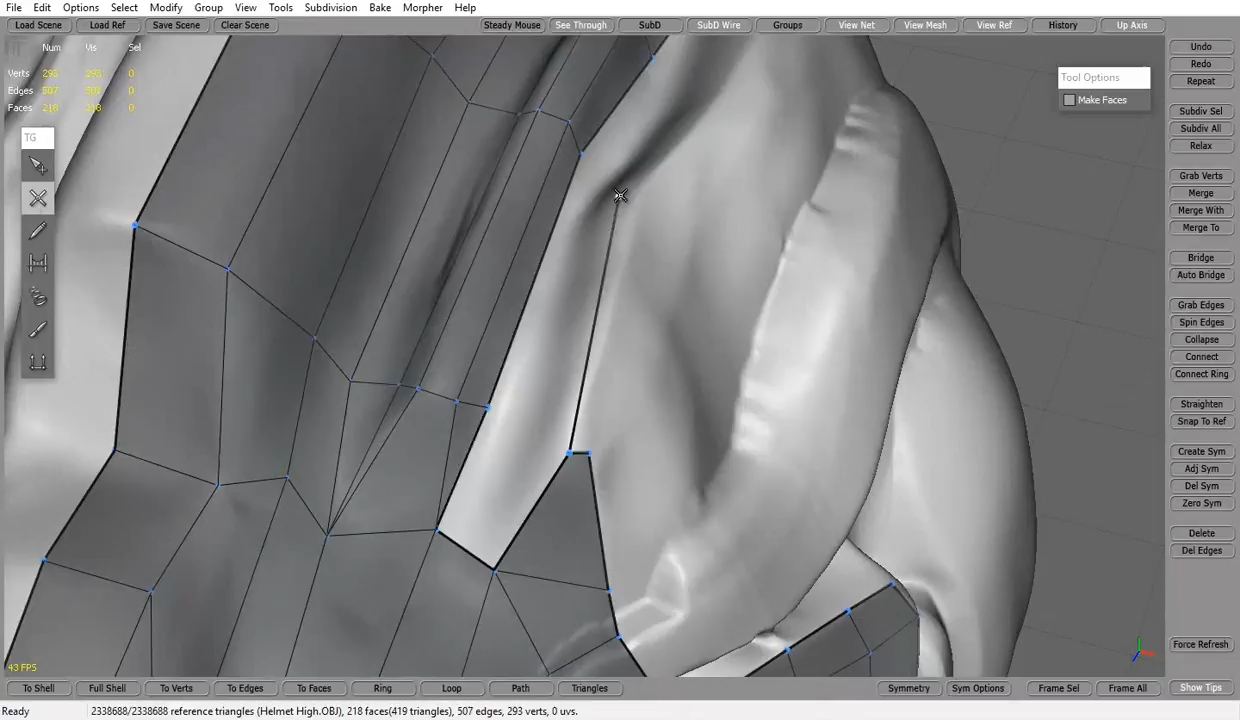 File Edit Options Select Modify Group View Tools Subdivision Bake Morpher Help
Load Scene Load Ref Save Scene Clear Scene Steady Mouse See Through SubD SubD Wire Groups View Net View Mesh View Ref History Up Axis
Num Vis Sel
Verts 293 293 0
Edges 507 507 0
Faces 218 218 0
TG
Tool Options
Make Faces
Undo
Redo
Repeat
Subdiv Sel
Subdiv All
Relax
Grab Verts
Merge
Merge With
Merge To
Bridge
Auto Bridge
Grab Edges
Spin Edges
Collapse
Connect
Connect Ring
Straighten
Snap To Ref
Create Sym
Adj Sym
Del Sym
Zero Sym
Delete
Del Edges
Force Refresh
43 FPS
To Shell Full Shell To Verts To Edges To Faces Ring Loop Path Triangles Symmetry Sym Options Frame Sel Frame All Show Tips
Ready 2338688/2338688 reference triangles (Helmet High.OBJ), 218 faces(419 triangles), 507 edges, 293 verts, 0 uvs.